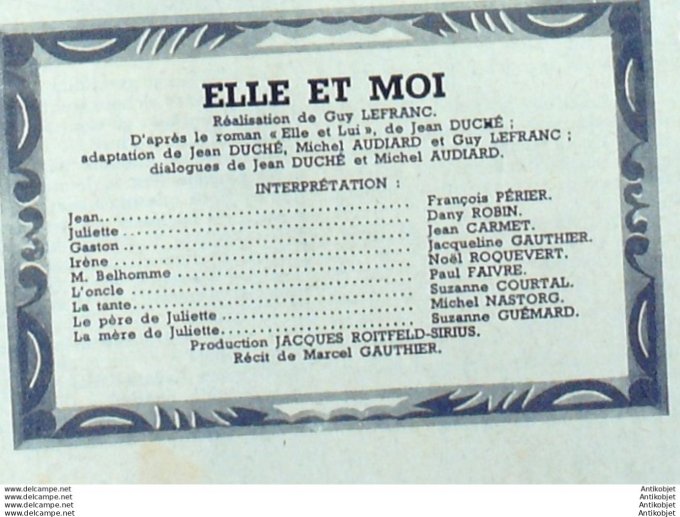 ELLE ET MOI
Réalisation de Guy LEFRANC.
D'après le roman « Elle et Lui », de Jean DUCHÉ ;
adaptation de Jean DUCHÉ, Michel AUDIARD et Guy LEFRANC ;
dialogues de Jean DUCHÉ et Michel AUDIARD.
INTERPRÉTATION :
Jean........................ François PÉRIER.
Juliette ........................ Dany ROBIN.
Gaston ........................ Jean CARMET.
Irène ........................ Jacqueline GAUTHIER.
M. Belhomme ........................ Noël ROQUEVERT.
L'oncle ........................ Paul FAIVRE.
La tante........................ Suzanne COURTAL.
Le père de Juliette ........................ Michel NASTORG.
La mère de Juliette........................ Suzanne GUÉMARD.
Production JACQUES ROITFELD-SIRIUS.
Récit de Marcel GAUTHIER.
www.delcampe.net Antikobjet
www.delcampe.net Antikobjet
www.delcampe.net Antikobjet
www.delcampe.net Antikobjet